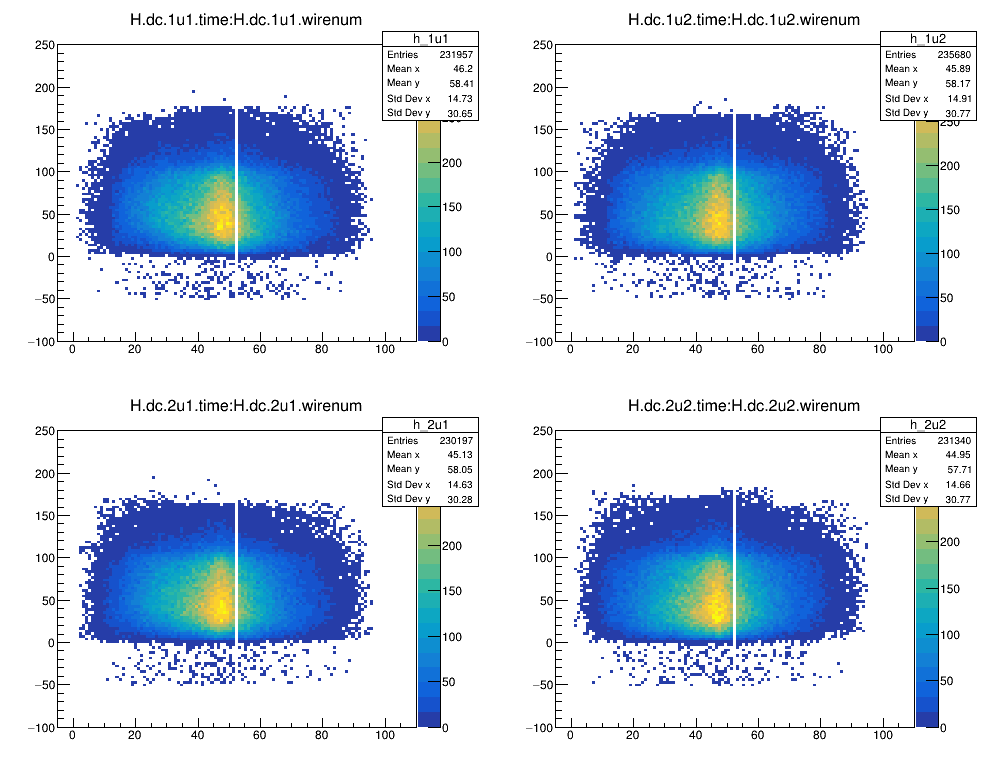 H.dc.1u1.time:H.dc.1u1.wirenum
h_1u1
Entries 231957
Mean x 46.2
Mean y 58.41
Std Dev x 14.73
Std Dev y 30.65
250
200
150
100
50
0
−50
−100
0 20 40 60 80 100
200
150
100
50
0
H.dc.1u2.time:H.dc.1u2.wirenum
h_1u2
Entries 235680
Mean x 45.89
Mean y 58.17
Std Dev x 14.91
Std Dev y 30.77
250
200
150
100
50
0
−50
−100
0 20 40 60 80 100
250
200
150
100
50
0
H.dc.2u1.time:H.dc.2u1.wirenum
h_2u1
Entries 230197
Mean x 45.13
Mean y 58.05
Std Dev x 14.63
Std Dev y 30.28
250
200
150
100
50
0
−50
−100
0 20 40 60 80 100
200
150
100
50
0
H.dc.2u2.time:H.dc.2u2.wirenum
h_2u2
Entries 231340
Mean x 44.95
Mean y 57.71
Std Dev x 14.66
Std Dev y 30.77
250
200
150
100
50
0
−50
−100
0 20 40 60 80 100
200
150
100
50
0